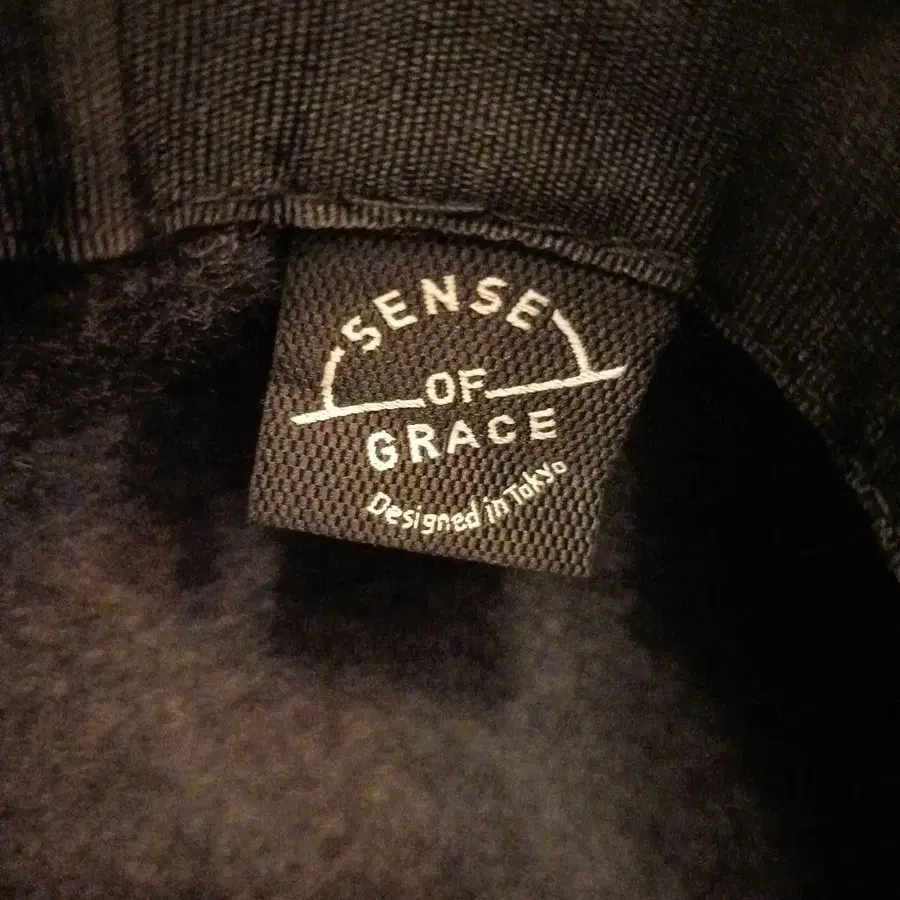 SENSE
OF
GRACE
Designed in Tokyo